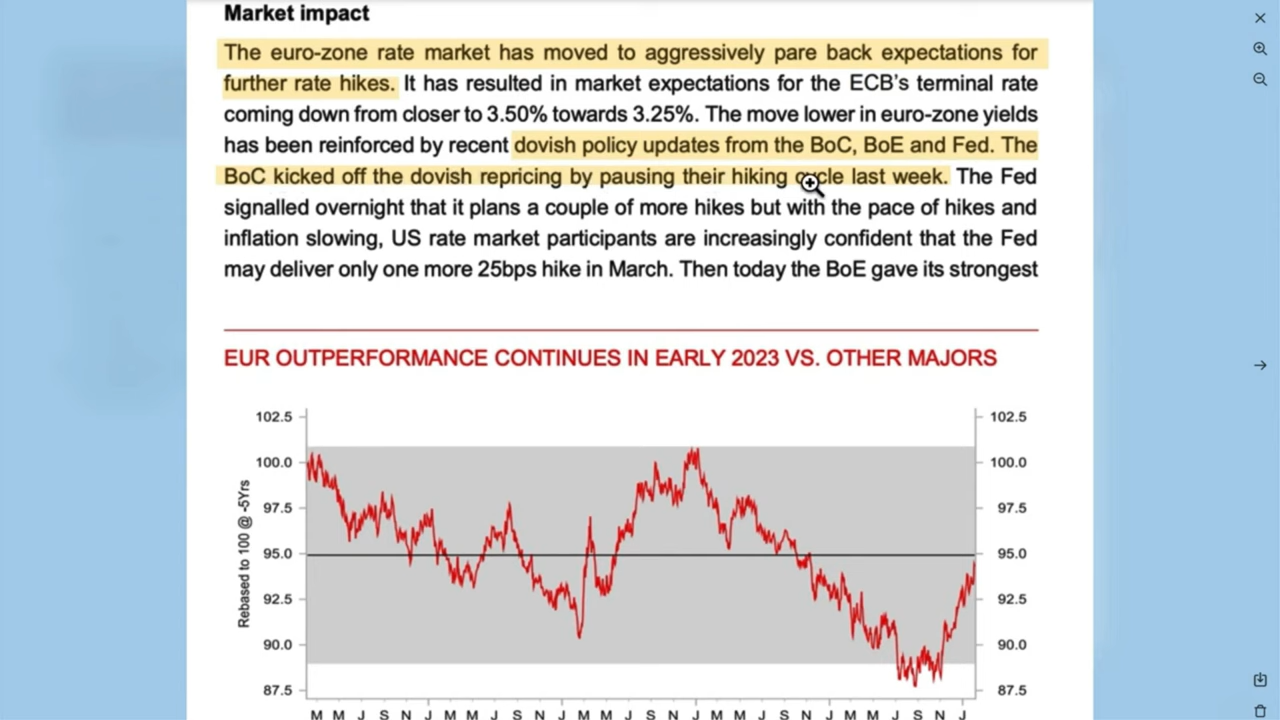 Market impact
The euro-zone rate market has moved to aggressively pare back expectations for
further rate hikes. It has resulted in market expectations for the ECB's terminal rate
coming down from closer to 3.50% towards 3.25%. The move lower in euro-zone yields
has been reinforced by recent dovish policy updates from the BoC, BoE and Fed. The
BoC kicked off the dovish repricing by pausing their hiking cycle last week. The Fed
signalled overnight that it plans a couple of more hikes but with the pace of hikes and
inflation slowing, US rate market participants are increasingly confident that the Fed
may deliver only one more 25bps hike in March. Then today the BoE gave its strongest
EUR OUTPERFORMANCE CONTINUES IN EARLY 2023 VS. OTHER MAJORS
Rebased to 100 @ -5Yrs
102.5 102.5
100.0 100.0
97.5 97.5
95.0 95.0
92.5 92.5
90.0 90.0
87.5 87.5
M M J S N J M M J S N J M M J S N J M M J S N J M M J S N J